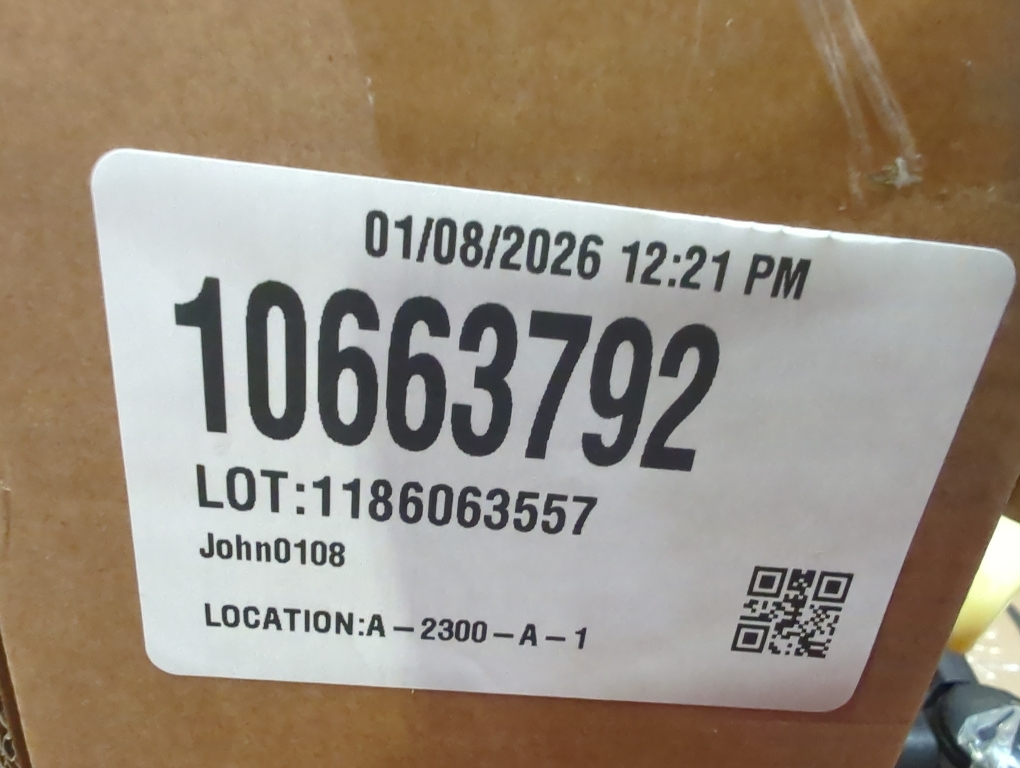 01/08/2026 12:21 PM
10663792
LOT:1186063557
John0108
LOCATION:A-2300-A-1